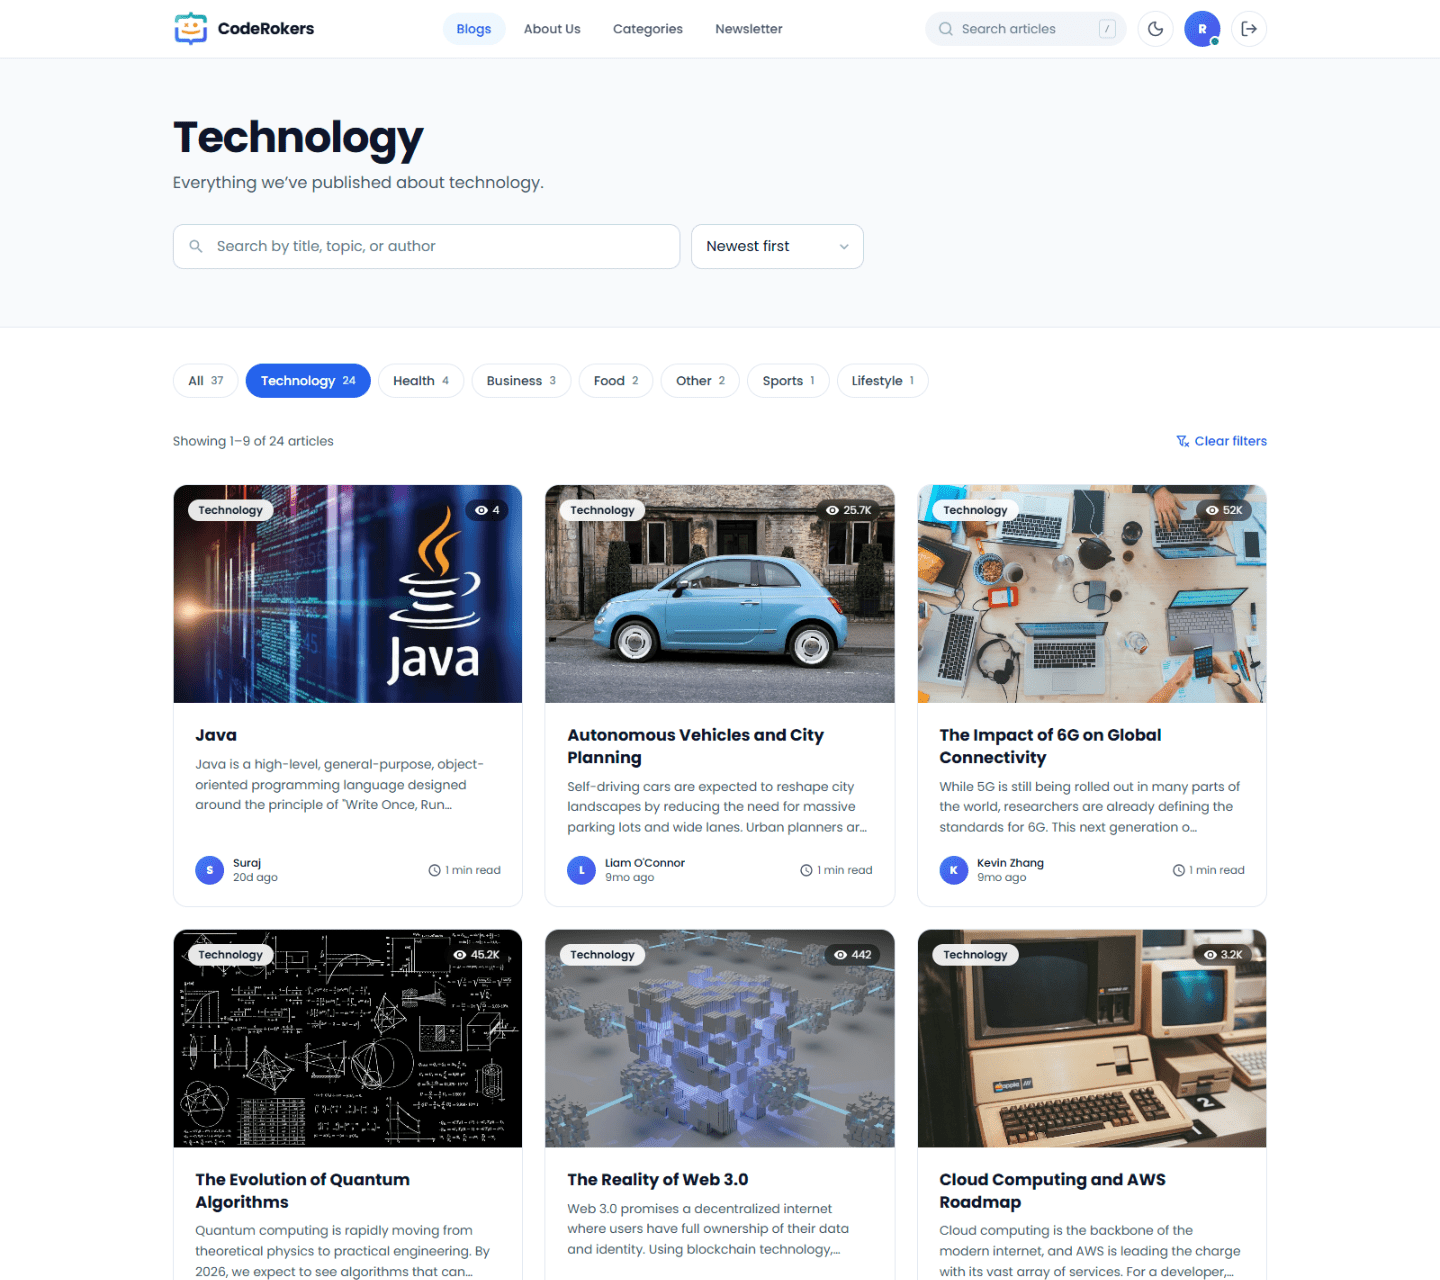 CodeRokers
Blogs
About Us
Categories
Newsletter
Search articles
/
R
Technology
Everything we’ve published about technology.
Search by title, topic, or author
Newest first
All 37
Technology 24
Health 4
Business 3
Food 2
Other 2
Sports 1
Lifestyle 1
Showing 1–9 of 24 articles
Clear filters
Technology
4
Java
Java
Java is a high-level, general-purpose, object-
oriented programming language designed
around the principle of "Write Once, Run...
S
Suraj
20d ago
1 min read
Technology
25.7K
Autonomous Vehicles and City
Planning
Self-driving cars are expected to reshape city
landscapes by reducing the need for massive
parking lots and wide lanes. Urban planners ar...
L
Liam O'Connor
9mo ago
1 min read
Technology
52K
The Impact of 6G on Global
Connectivity
While 5G is still being rolled out in many parts of
the world, researchers are already defining the
standards for 6G. This next generation o...
K
Kevin Zhang
9mo ago
1 min read
Technology
45.2K
The Evolution of Quantum
Algorithms
Quantum computing is rapidly moving from
theoretical physics to practical engineering. By
2026, we expect to see algorithms that can...
Technology
442
The Reality of Web 3.0
Web 3.0 promises a decentralized internet
where users have full ownership of their data
and identity. Using blockchain technology,...
Technology
3.2K
apple ///
2
1
Cloud Computing and AWS
Roadmap
Cloud computing is the backbone of the
modern internet, and AWS is leading the charge
with its vast array of services. For a developer,...